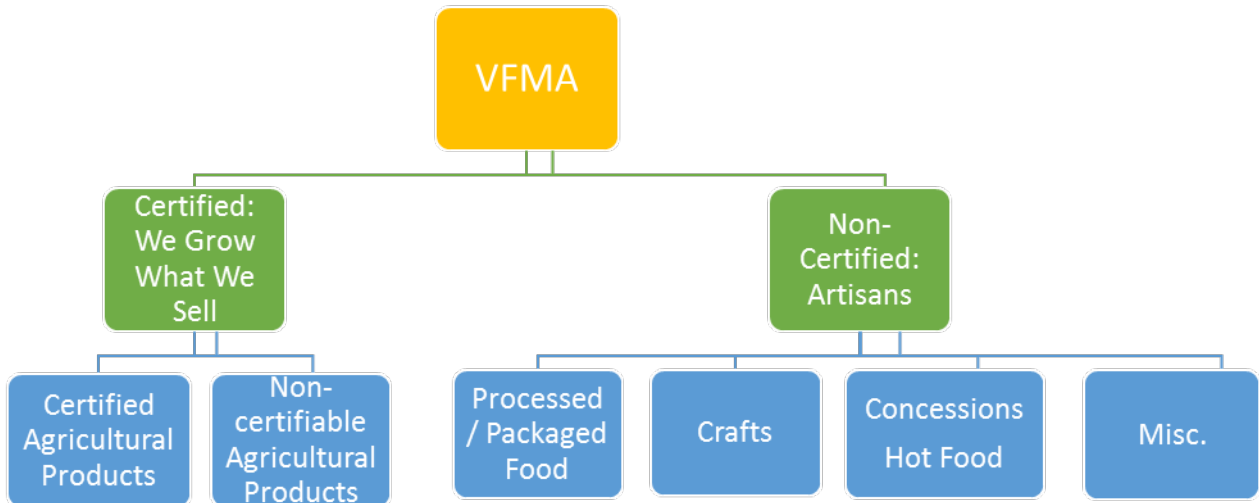 VFMA
Certified:
We Grow
What We
Sell
Non-
Certified:
Artisans
Certified
Agricultural
Products
Non-
certifiable
Agricultural
Products
Processed
/ Packaged
Food
Crafts
Concessions
Hot Food
Misc.